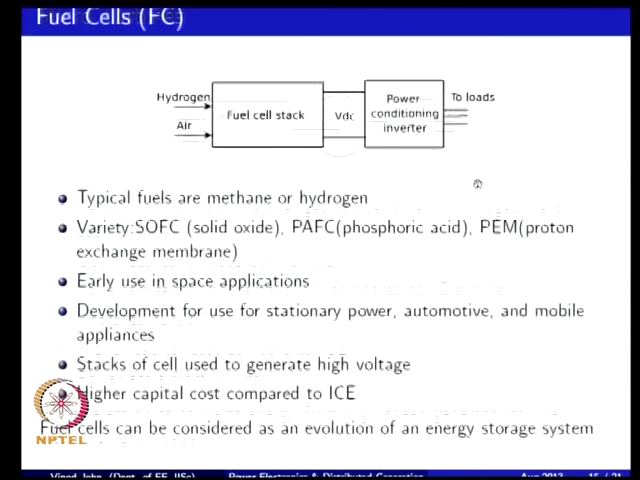 Fuel Cells (FC)
Hydrogen
Air
Fuel cell stack
Vdc
Power
conditioning
inverter
To loads
Typical fuels are methane or hydrogen
Variety:SOFC (solid oxide), PAFC(phosphoric acid), PEM(proton
exchange membrane)
Early use in space applications
Development for use for stationary power, automotive, and mobile
appliances
Stacks of cell used to generate high voltage
Higher capital cost compared to ICE
Fuel cells can be considered as an evolution of an energy storage system
NPTEL
Vinod John (Dept. of EE, IISc) Power Electronics & Distributed Generation Aug 2013 15 / 21